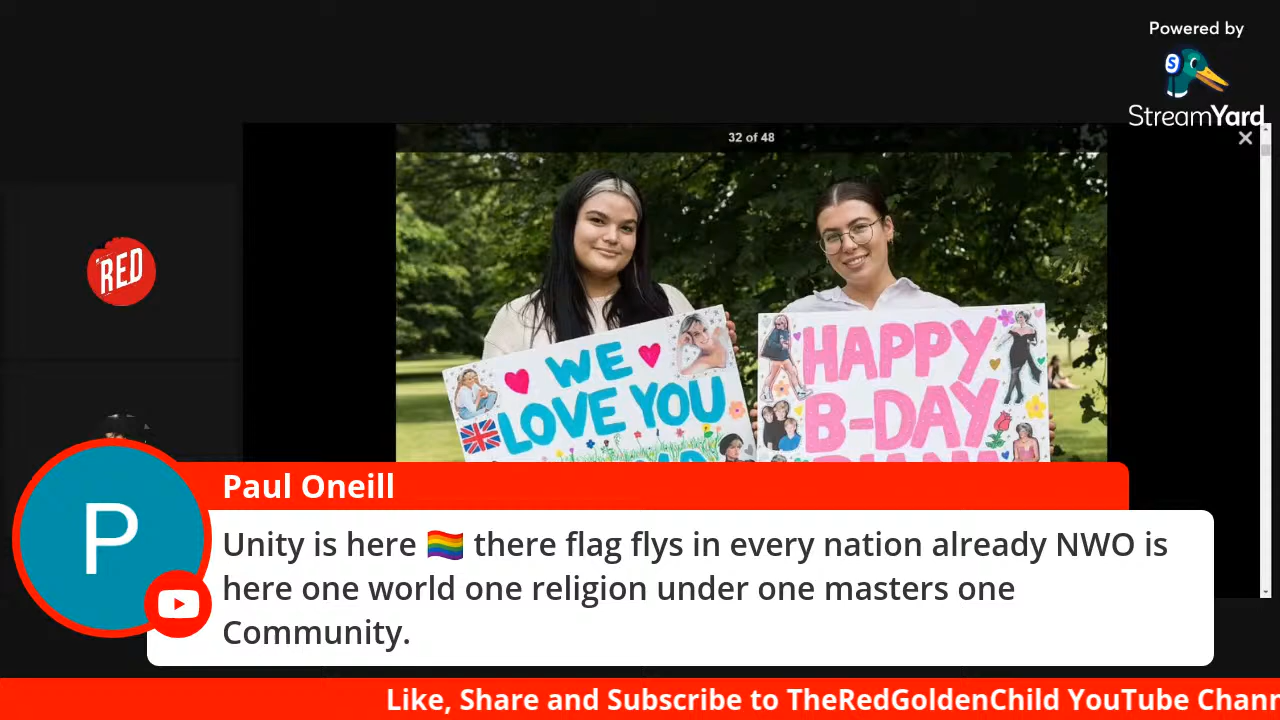 Powered by
S
StreamYard
32 of 48
RED
WE
LOVE YOU
HAPPY
B-DAY
P
Paul Oneill
Unity is here 🏳️‍🌈 there flag flys in every nation already NWO is
here one world one religion under one masters one
Community.
Like, Share and Subscribe to TheRedGoldenChild YouTube Chann